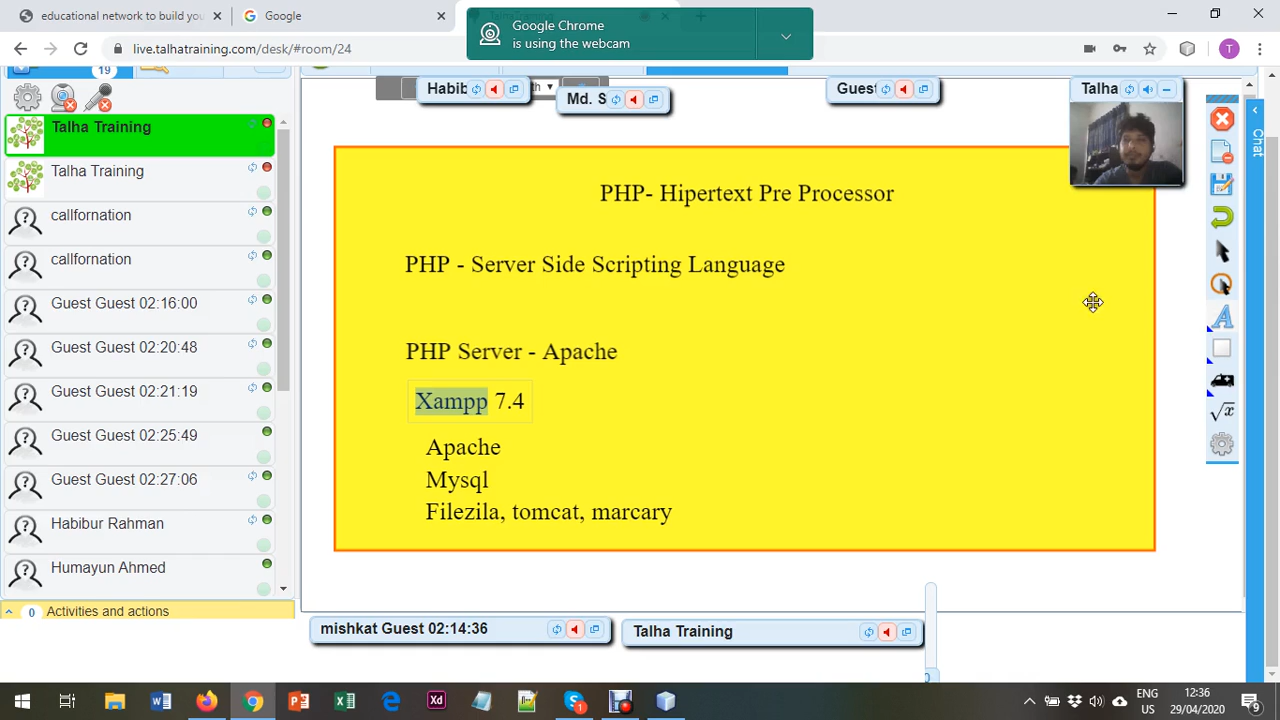 educational network to build you
Google
Google Chrome
is using the webcam
live.talhatraining.com/desk/#room/24
19
Habib
Md. S
Guest
Talha
Talha Training
Talha Training
callfornation
callfornation
Guest Guest 02:16:00
Guest Guest 02:20:48
Guest Guest 02:21:19
Guest Guest 02:25:49
Guest Guest 02:27:06
Habibur Rahman
Humayun Ahmed
0 Activities and actions
PHP- Hipertext Pre Processor
PHP - Server Side Scripting Language
PHP Server - Apache
Xampp 7.4
Apache
Mysql
Filezila, tomcat, marcary
Chat
mishkat Guest 02:14:36
Talha Training
0
ENG
US
12:36
29/04/2020